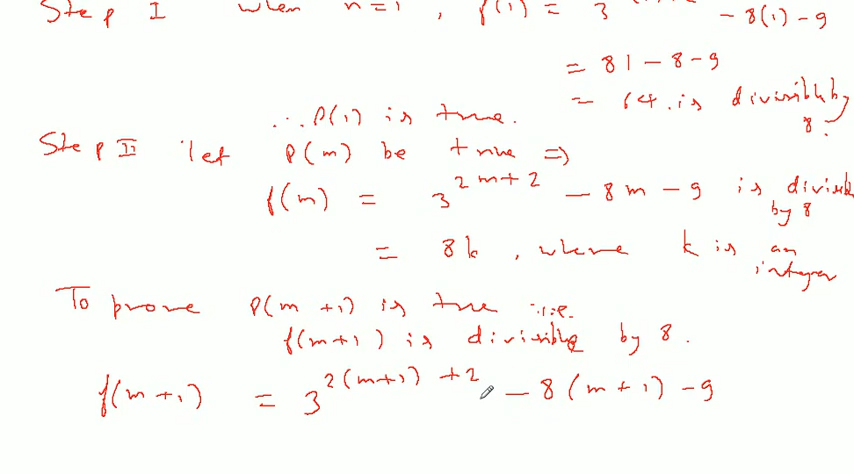 Step I when n=1, f(1) = 3 - 8(1) - 9
= 81 - 8 - 9
= 64. is divisible by 8.
∴ P(1) is true.
Step II let P(m) be true ⇒
f(m) = 3^{2m+2} - 8m - 9 is divisib by 8
= 8k, where k is an integer
To prove P(m+1) is true i.e.
f(m+1) is divisible by 8.
f(m+1) = 3^{2(m+1)+2} - 8(m+1) - 9